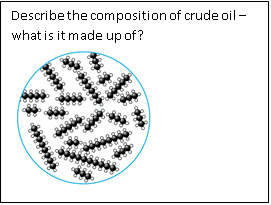 Describe the composition of crude oil –
what is it made up of?